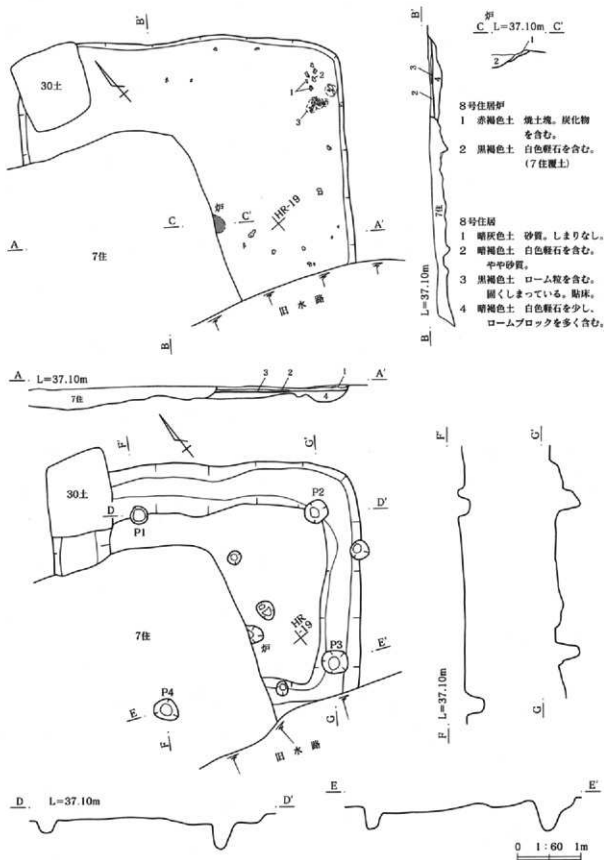 B'
30土
1
2
3
炉
C
C'
HR-19
A
7住
A'
旧水路
B
B'
3
4
2
7住
L=37.10m
B
炉
C L=37.10m C'
1
2
8号住居炉
1 赤褐色土 焼土塊。炭化物
を含む。
2 黒褐色土 白色軽石を含む。
(7住覆土)
8号住居
1 暗灰色土 砂質。しまりなし。
2 暗褐色土 白色軽石を含む。
やや砂質。
3 黒褐色土 ローム粒を含む。
固くしまっている。貼床。
4 暗褐色土 白色軽石を少し、
ロームブロックを多く含む。
A L=37.10m
3 2 1
A'
7住
4
F'
G'
30土
D
P1
P2
D'
7住
HR
-19
炉
P3
E'
P4
E
F
G
旧水路
F'
G'
F L=37.10m
G
D L=37.10m
D'
E
E'
0 1:60 1m